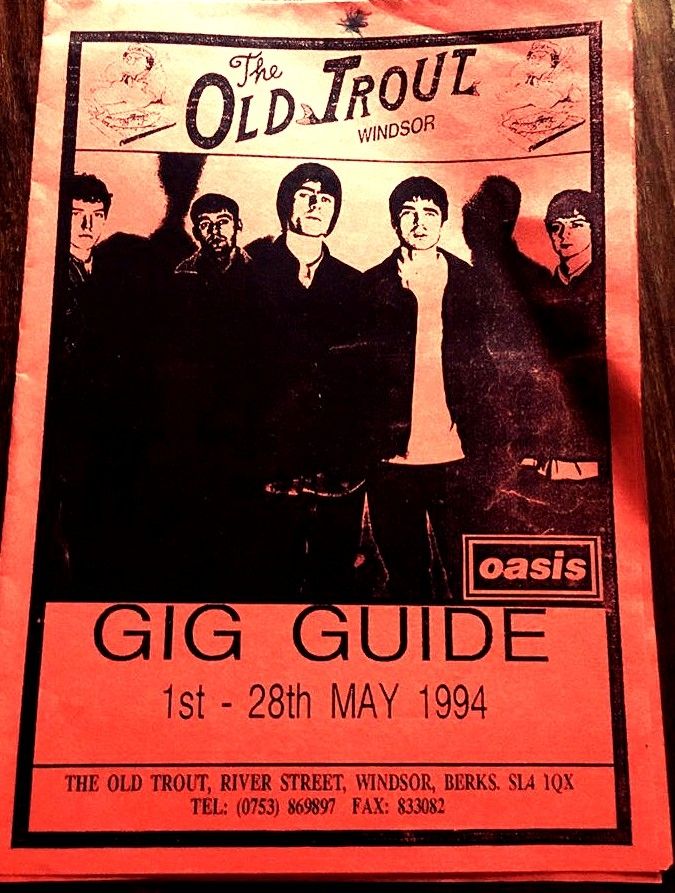 The
OLD TROUT
WINDSOR
oasis
GIG GUIDE
1st - 28th MAY 1994
THE OLD TROUT, RIVER STREET, WINDSOR, BERKS. SL4 1QX
TEL: (0753) 869897 FAX: 833082